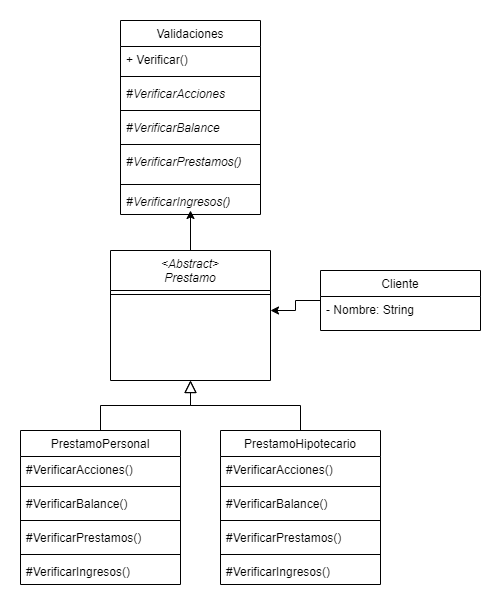 Validaciones
+ Verificar()
#VerificarAcciones
#VerificarBalance
#VerificarPrestamos()
#VerificarIngresos()
<Abstract>
Prestamo
Cliente
- Nombre: String
PrestamoPersonal
#VerificarAcciones()
#VerificarBalance()
#VerificarPrestamos()
#VerificarIngresos()
PrestamoHipotecario
#VerificarAcciones()
#VerificarBalance()
#VerificarPrestamos()
#VerificarIngresos()